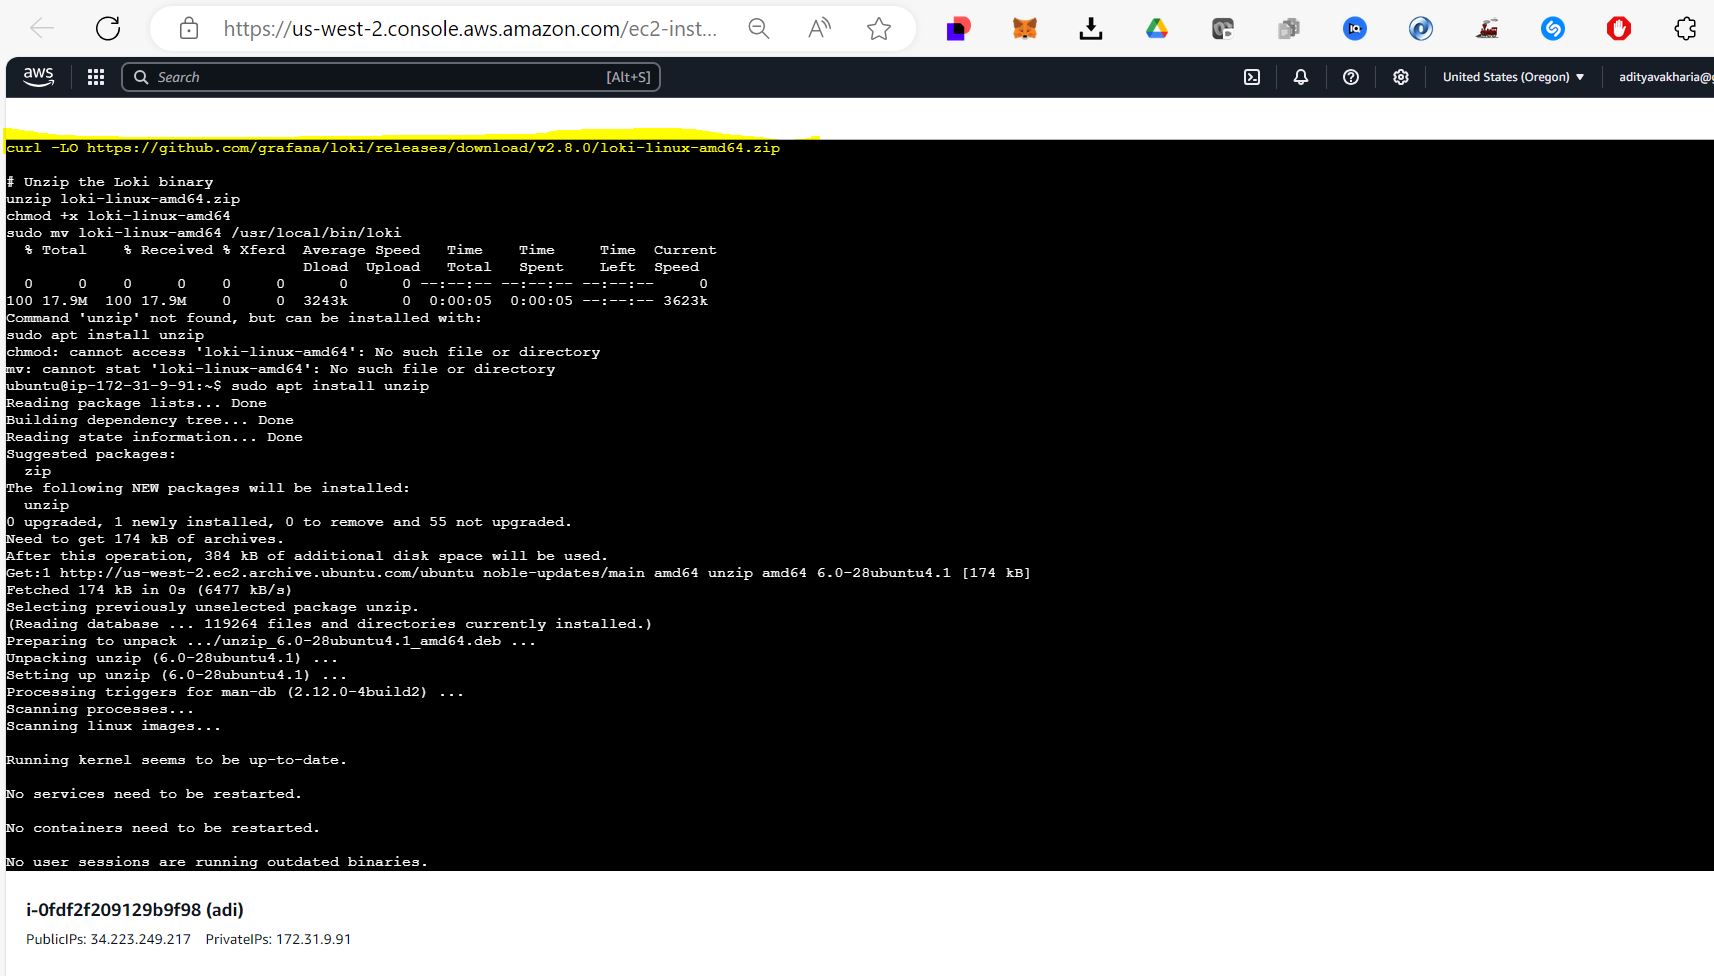 https://us-west-2.console.aws.amazon.com/ec2-inst...
aws
Search [Alt+S]
United States (Oregon)
adityavakharia@g
curl -LO https://github.com/grafana/loki/releases/download/v2.8.0/loki-linux-amd64.zip
# Unzip the Loki binary
unzip loki-linux-amd64.zip
chmod +x loki-linux-amd64
sudo mv loki-linux-amd64 /usr/local/bin/loki
  % Total    % Received % Xferd  Average Speed   Time    Time     Time  Current
                                 Dload  Upload   Total   Spent    Left  Speed
  0     0    0     0    0     0      0      0 --:--:-- --:--:-- --:--:--     0
100 17.9M  100 17.9M    0     0  3243k      0  0:00:05  0:00:05 --:--:-- 3623k
Command 'unzip' not found, but can be installed with:
sudo apt install unzip
chmod: cannot access 'loki-linux-amd64': No such file or directory
mv: cannot stat 'loki-linux-amd64': No such file or directory
ubuntu@ip-172-31-9-91:~$ sudo apt install unzip
Reading package lists... Done
Building dependency tree... Done
Reading state information... Done
Suggested packages:
  zip
The following NEW packages will be installed:
  unzip
0 upgraded, 1 newly installed, 0 to remove and 55 not upgraded.
Need to get 174 kB of archives.
After this operation, 384 kB of additional disk space will be used.
Get:1 http://us-west-2.ec2.archive.ubuntu.com/ubuntu noble-updates/main amd64 unzip amd64 6.0-28ubuntu4.1 [174 kB]
Fetched 174 kB in 0s (6477 kB/s)
Selecting previously unselected package unzip.
(Reading database ... 119264 files and directories currently installed.)
Preparing to unpack .../unzip_6.0-28ubuntu4.1_amd64.deb ...
Unpacking unzip (6.0-28ubuntu4.1) ...
Setting up unzip (6.0-28ubuntu4.1) ...
Processing triggers for man-db (2.12.0-4build2) ...
Scanning processes...
Scanning linux images...
Running kernel seems to be up-to-date.
No services need to be restarted.
No containers need to be restarted.
No user sessions are running outdated binaries.
i-0fdf2f209129b9f98 (adi)
PublicIPs: 34.223.249.217 PrivateIPs: 172.31.9.91